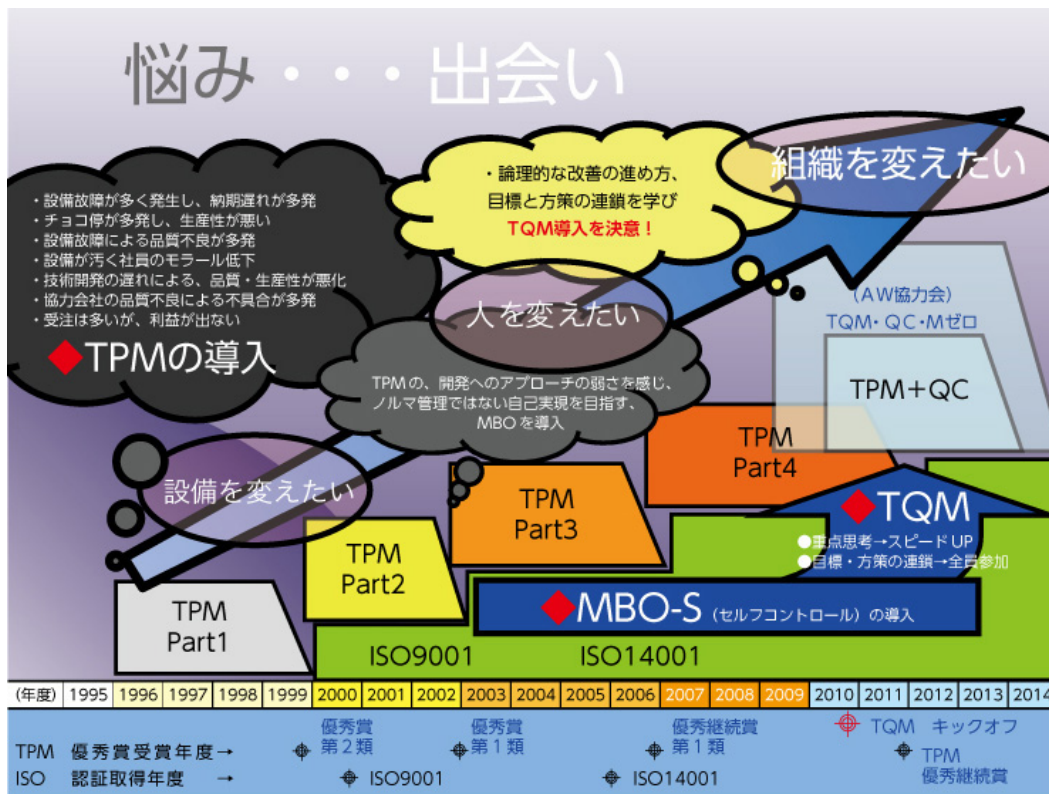 悩み・・・出会い
・設備故障が多く発生し、納期遅れが多発
・チョコ停が多発し、生産性が悪い
・設備故障による品質不良が多発
・設備が汚く社員のモラール低下
・技術開発の遅れによる、品質・生産性が悪化
・協力会社の品質不良による不具合が多発
・受注は多いが、利益が出ない
◆TPMの導入
・論理的な改善の進め方、
目標と方策の連鎖を学び
TQM導入を決意！
組織を変えたい
人を変えたい
TPMの、開発へのアプローチの弱さを感じ、
ノルマ管理ではない自己実現を目指す、
MBOを導入
設備を変えたい
(AW協力会)
TQM・QC・Mゼロ
TPM+QC
TPM
Part4
TPM
Part3
TPM
Part2
TPM
Part1
◆TQM
●重点思考→スピードUP
●目標・方策の連鎖→全員参加
◆MBO-S (セルフコントロール) の導入
ISO9001 ISO14001
(年度) 1995 1996 1997 1998 1999 2000 2001 2002 2003 2004 2005 2006 2007 2008 2009 2010 2011 2012 2013 2014
TPM 優秀賞受賞年度→
優秀賞
第2類
優秀賞
第1類
優秀継続賞
第1類
TQM キックオフ
TPM
優秀継続賞
ISO 認証取得年度 →
ISO9001
ISO14001